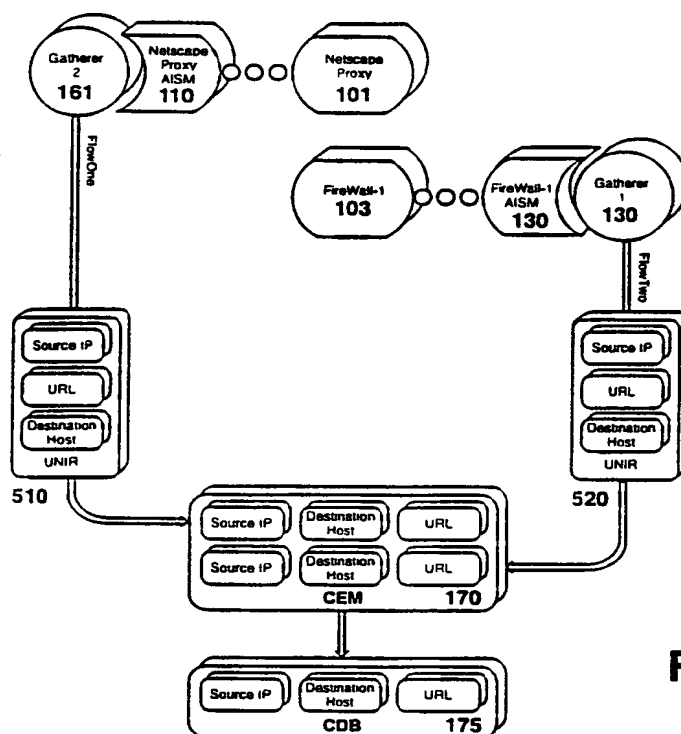 Gatherer
2
161
Netscape
Proxy
AISM
110
Netscape
Proxy
101
FlowOne
FireWall-1
103
FireWall-1
AISM
130
Gatherer
1
130
FlowTwo
Source IP
URL
Destination
Host
UNIR
510
Source IP
URL
Destination
Host
UNIR
520
Source IP
Destination
Host
URL
Source IP
Destination
Host
URL
CEM
170
Source IP
Destination
Host
URL
CDB
175